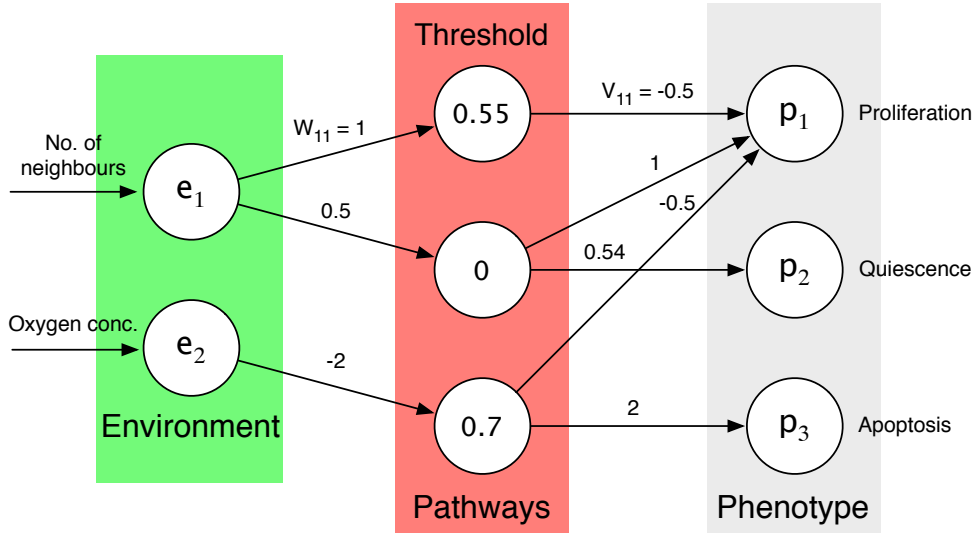 Threshold
No. of
neighbours
e1
Oxygen conc.
e2
Environment
W11 = 1
0.5
-2
0.55
0
0.7
Pathways
V11 = -0.5
1
-0.5
0.54
2
p1
Proliferation
p2
Quiescence
p3
Apoptosis
Phenotype